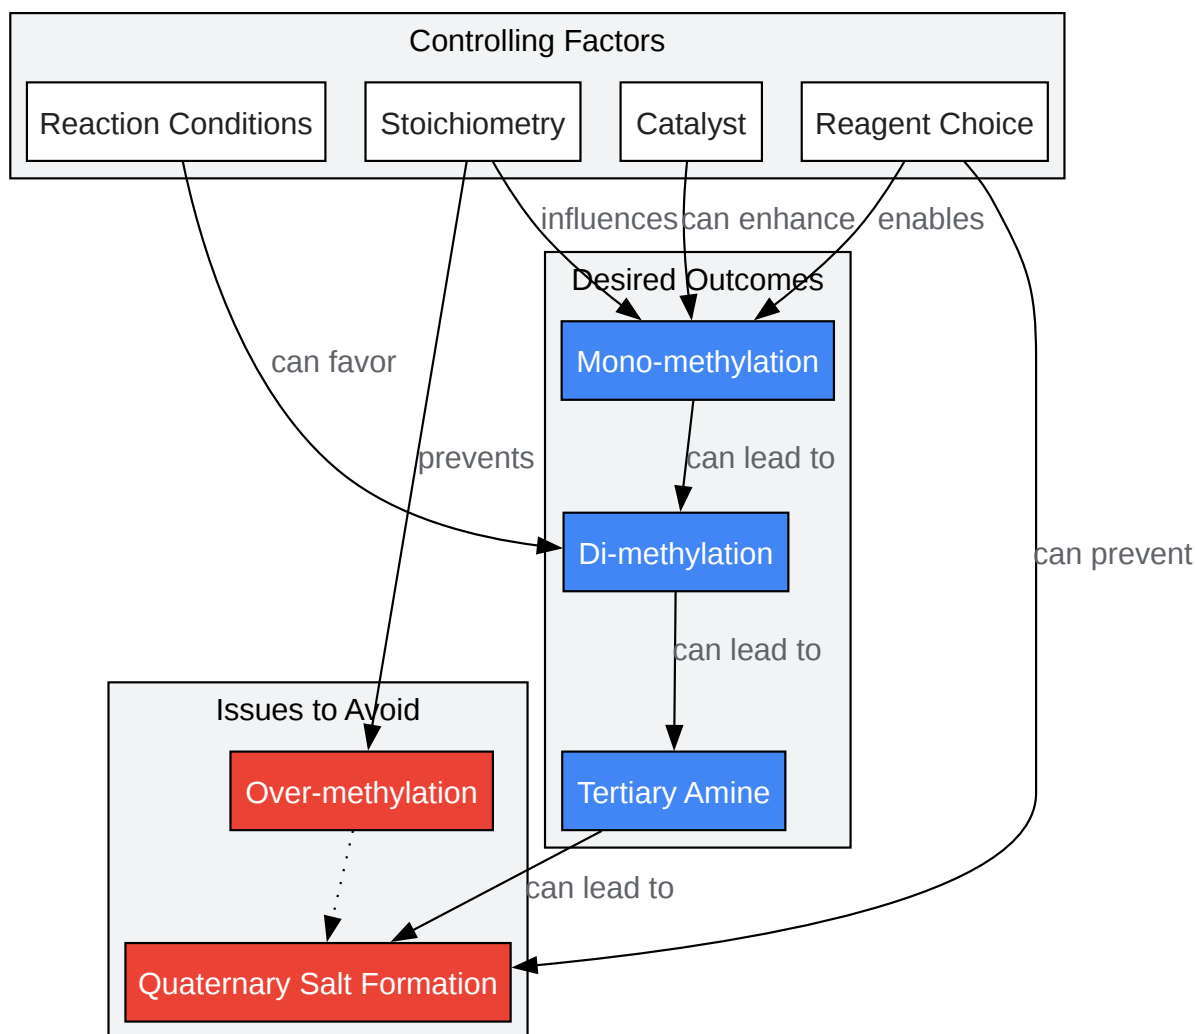 Controlling Factors
Reaction Conditions
Stoichiometry
Catalyst
Reagent Choice
influences
can enhance
enables
Desired Outcomes
Mono-methylation
can favor
prevents
can lead to
Di-methylation
can prevent
can lead to
Issues to Avoid
Over-methylation
Tertiary Amine
can lead to
Quaternary Salt Formation